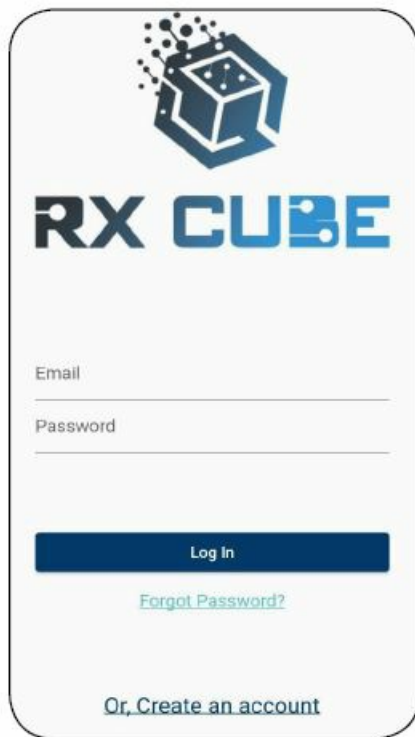 RX CUBE
Email
Password
Log In
Forgot Password?
Or, Create an account